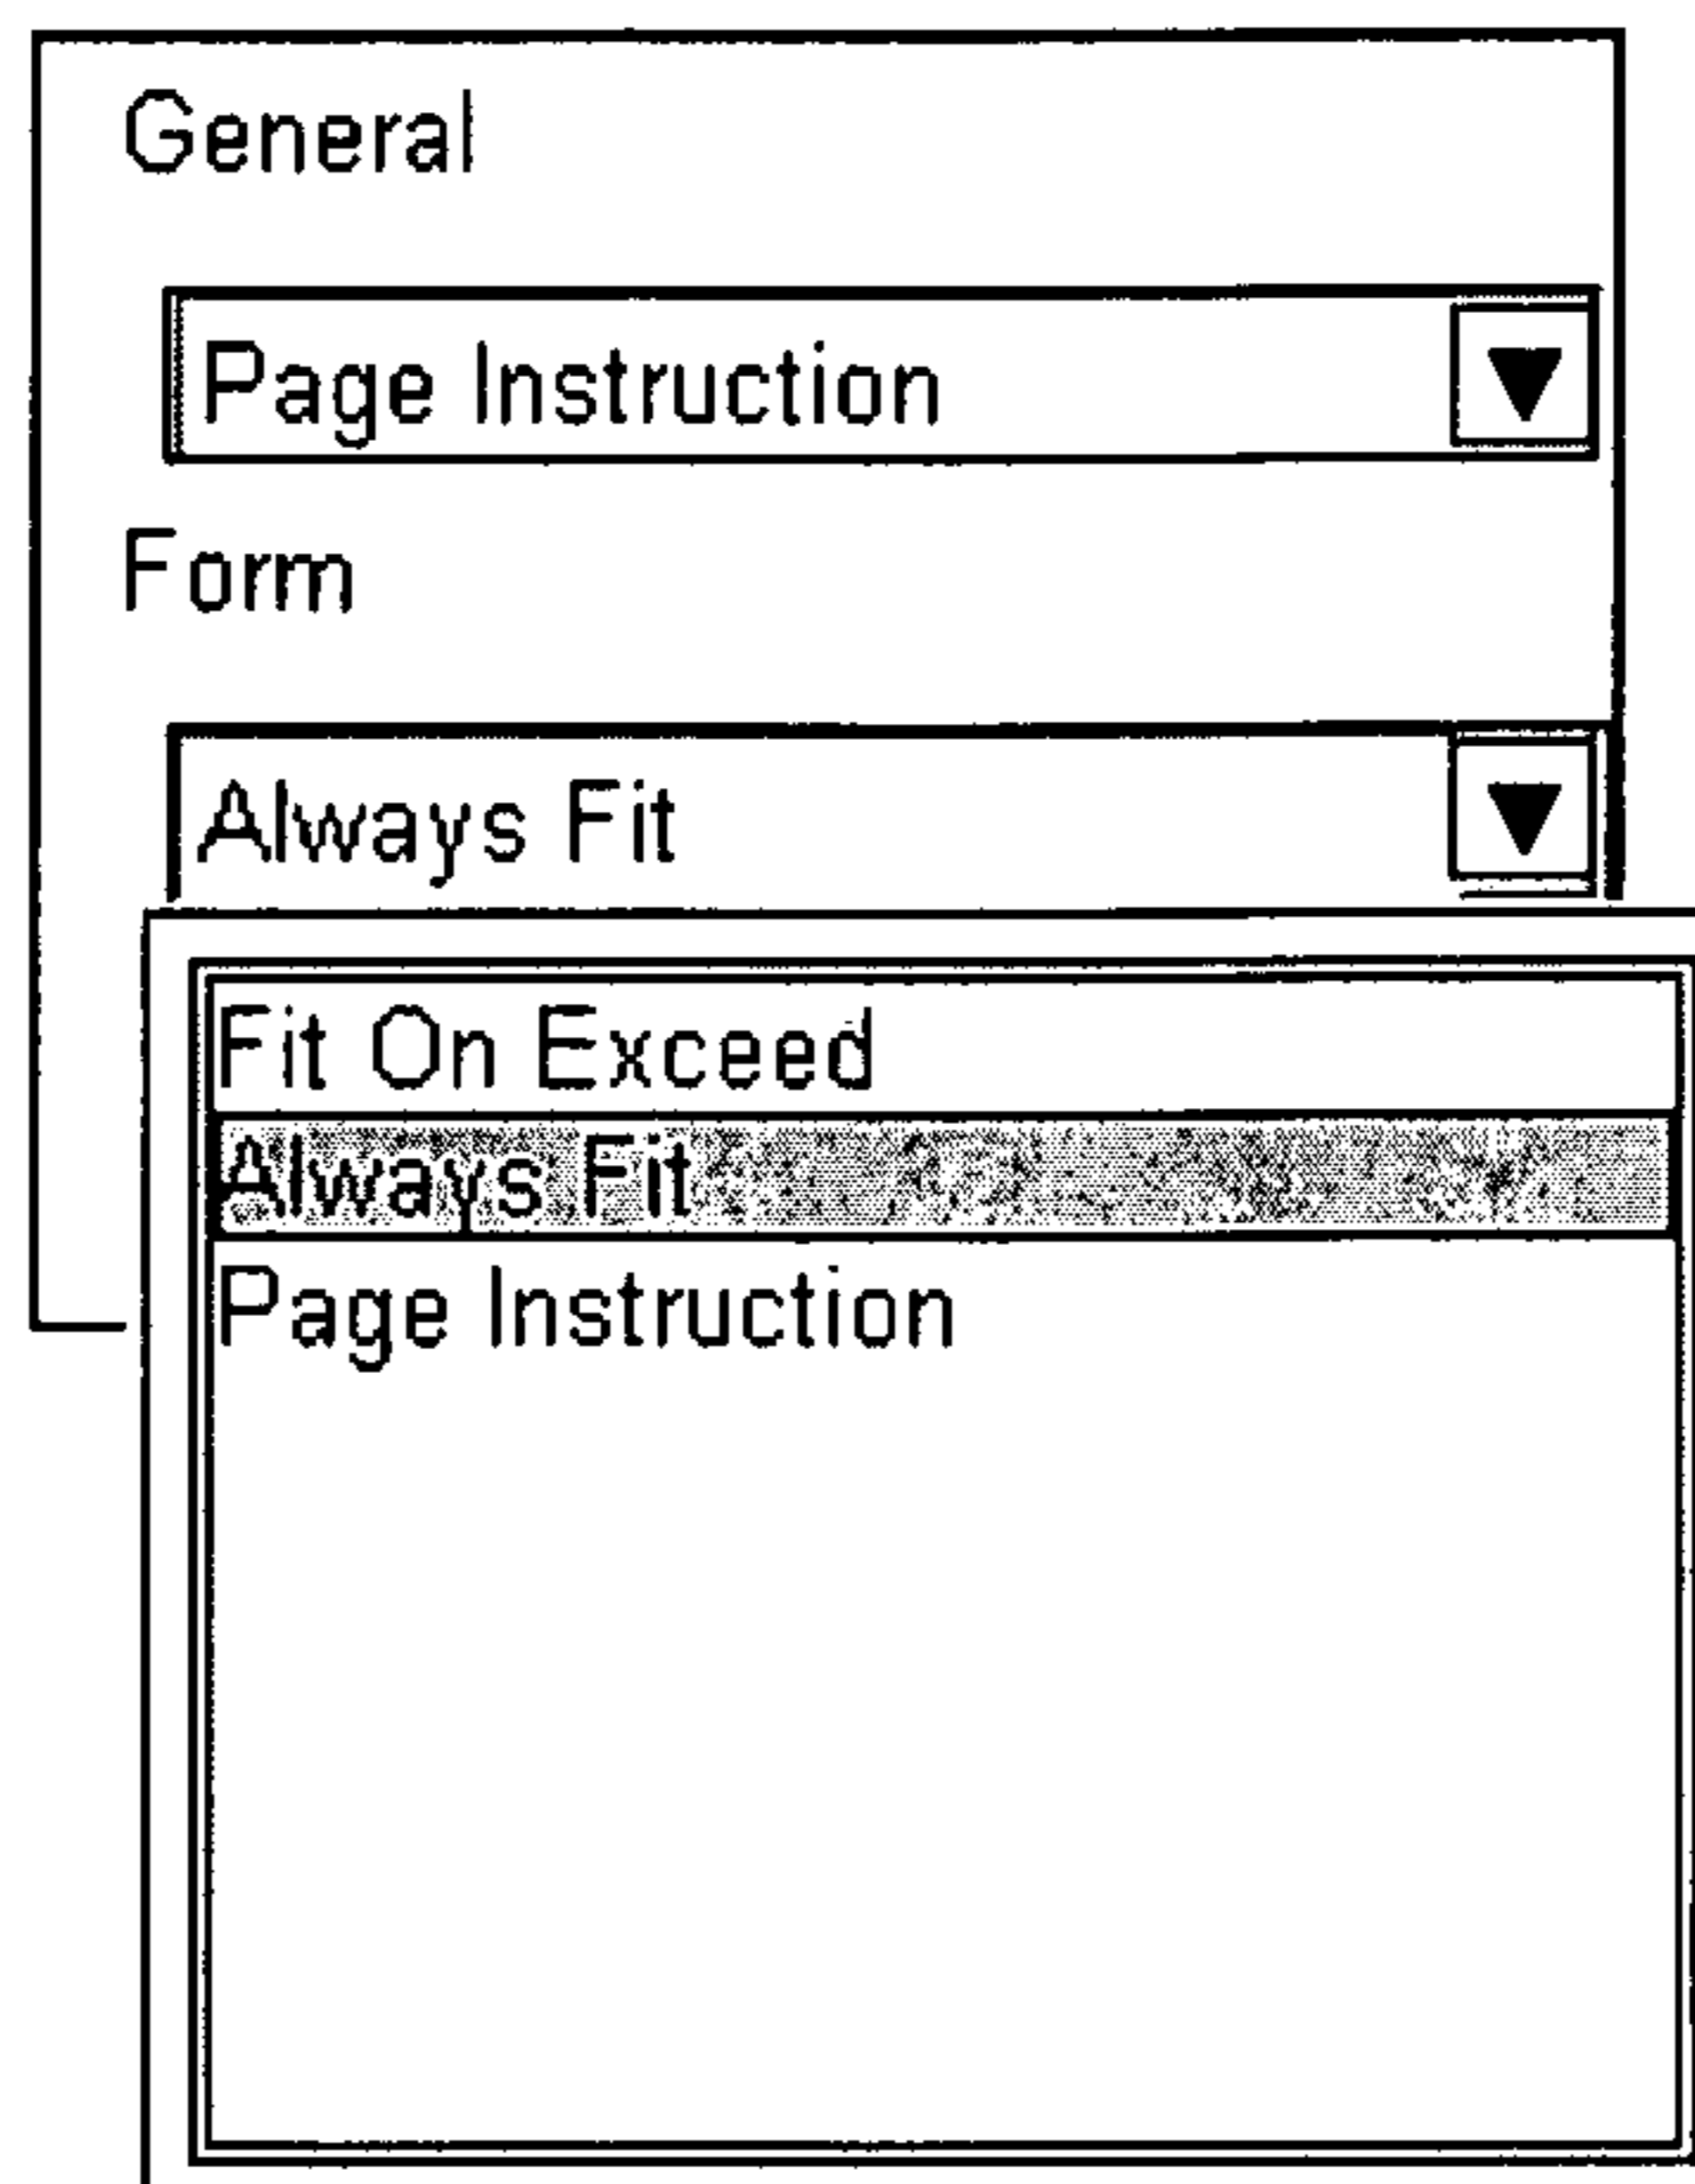 General
Page Instruction
Form
Always Fit
Fit On Exceed
Always Fit
Page Instruction